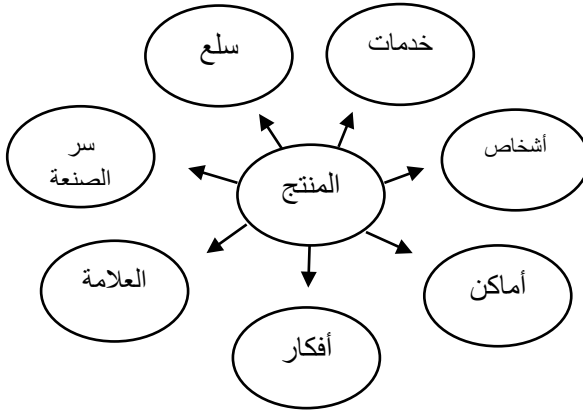 خدمات
سلع
أشخاص
سر
الصنعة
المنتج
أماكن
العلامة
أفكار